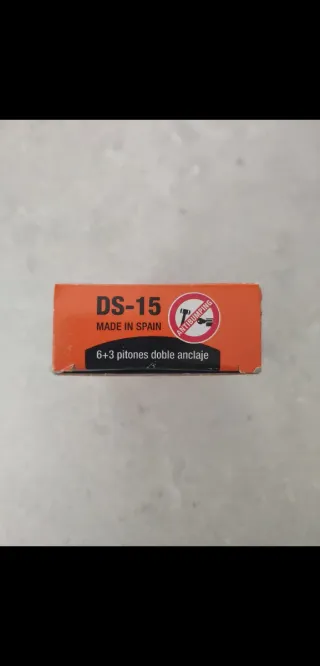 DS-15
MADE IN SPAIN
ANTIBUMPING
6+3 pitones doble anclaje